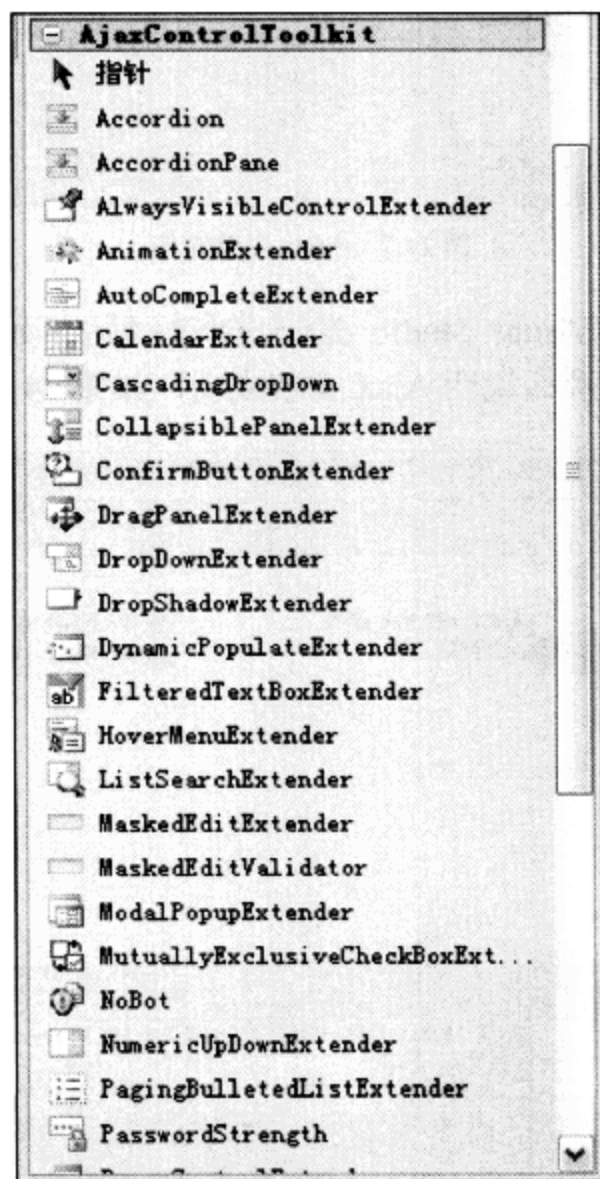 AjaxControlToolkit
指针
Accordion
AccordionPane
AlwaysVisibleControlExtender
AnimationExtender
AutoCompleteExtender
CalendarExtender
CascadingDropDown
CollapsiblePanelExtender
ConfirmButtonExtender
DragPanelExtender
DropDownExtender
DropShadowExtender
DynamicPopulateExtender
FilteredTextBoxExtender
HoverMenuExtender
ListSearchExtender
MaskedEditExtender
MaskedEditValidator
ModalPopupExtender
MutuallyExclusiveCheckBoxExt...
NoBot
NumericUpDownExtender
PagingBulletedListExtender
PasswordStrength